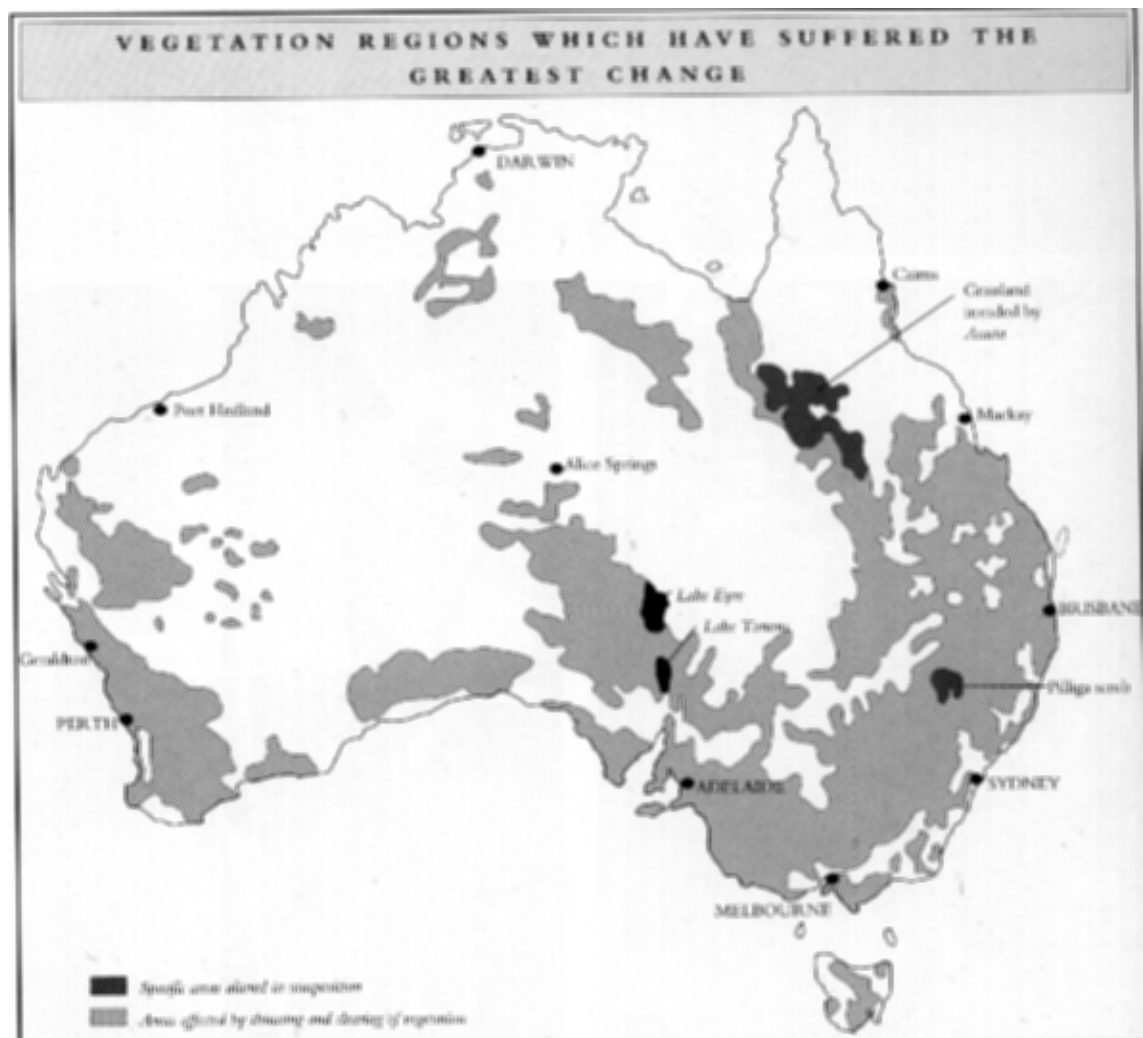 VEGETATION REGIONS WHICH HAVE SUFFERED THE
GREATEST CHANGE
DARWIN
Cairns
Grassland
invaded by
Port Hedland
Mackay
Alice Springs
Lake Eyre
Lake
BRISBANE
Geraldton
Pilliga scrub
PERTH
ADELAIDE
SYDNEY
MELBOURNE
Specific areas altered in composition
Areas affected by thinning and clearing of vegetation